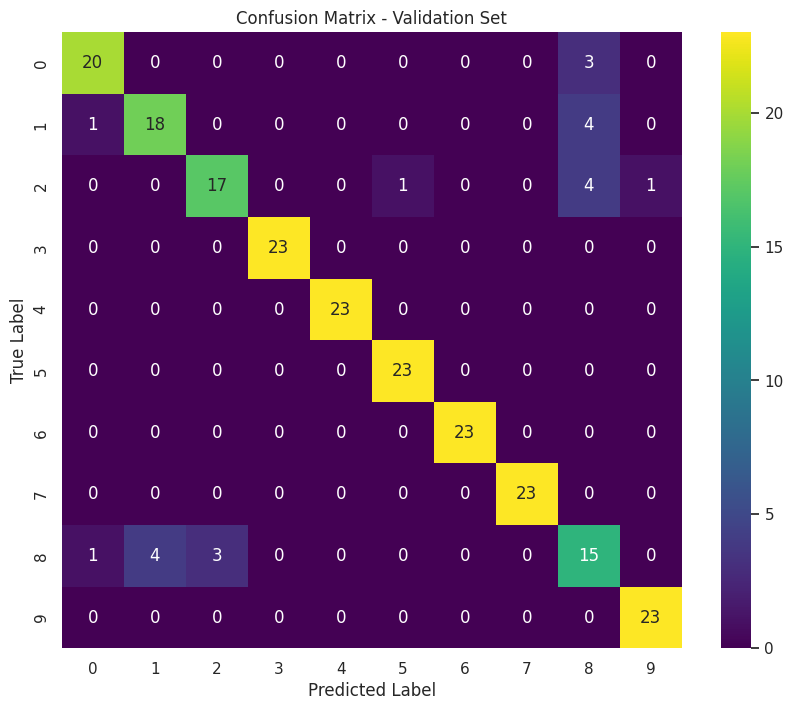 Confusion Matrix - Validation Set
True Label
0 20 0 0 0 0 0 0 0 3 0
1 1 18 0 0 0 0 0 0 4 0
2 0 0 17 0 0 1 0 0 4 1
3 0 0 0 23 0 0 0 0 0 0
4 0 0 0 0 23 0 0 0 0 0
5 0 0 0 0 0 23 0 0 0 0
6 0 0 0 0 0 0 23 0 0 0
7 0 0 0 0 0 0 0 23 0 0
8 1 4 3 0 0 0 0 0 15 0
9 0 0 0 0 0 0 0 0 0 23
0 1 2 3 4 5 6 7 8 9
Predicted Label
20
15
10
5
0